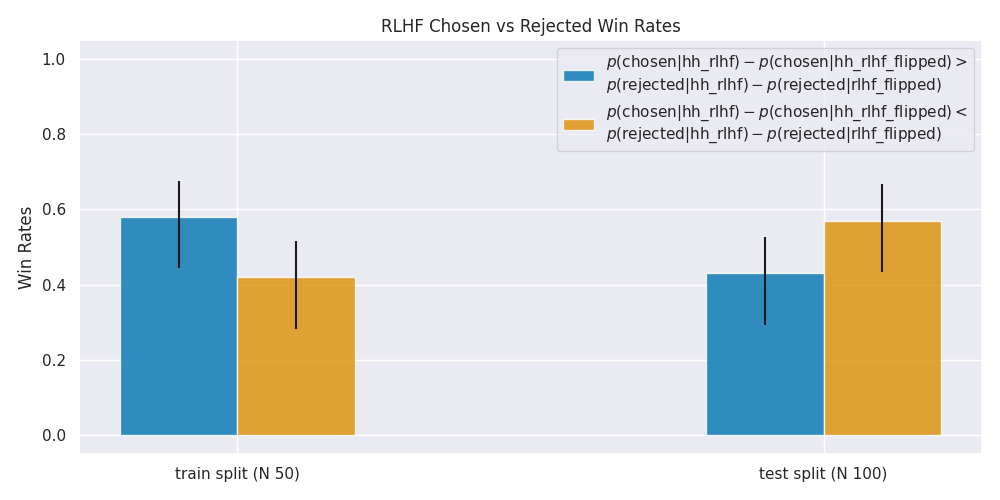 RLHF Chosen vs Rejected Win Rates
1.0
0.8
0.6
0.4
0.2
0.0
Win Rates
p(chosen|hh_rlhf) − p(chosen|hh_rlhf_flipped) >
p(rejected|hh_rlhf) − p(rejected|rlhf_flipped)
p(chosen|hh_rlhf) − p(chosen|hh_rlhf_flipped) <
p(rejected|hh_rlhf) − p(rejected|rlhf_flipped)
train split (N 50)
test split (N 100)